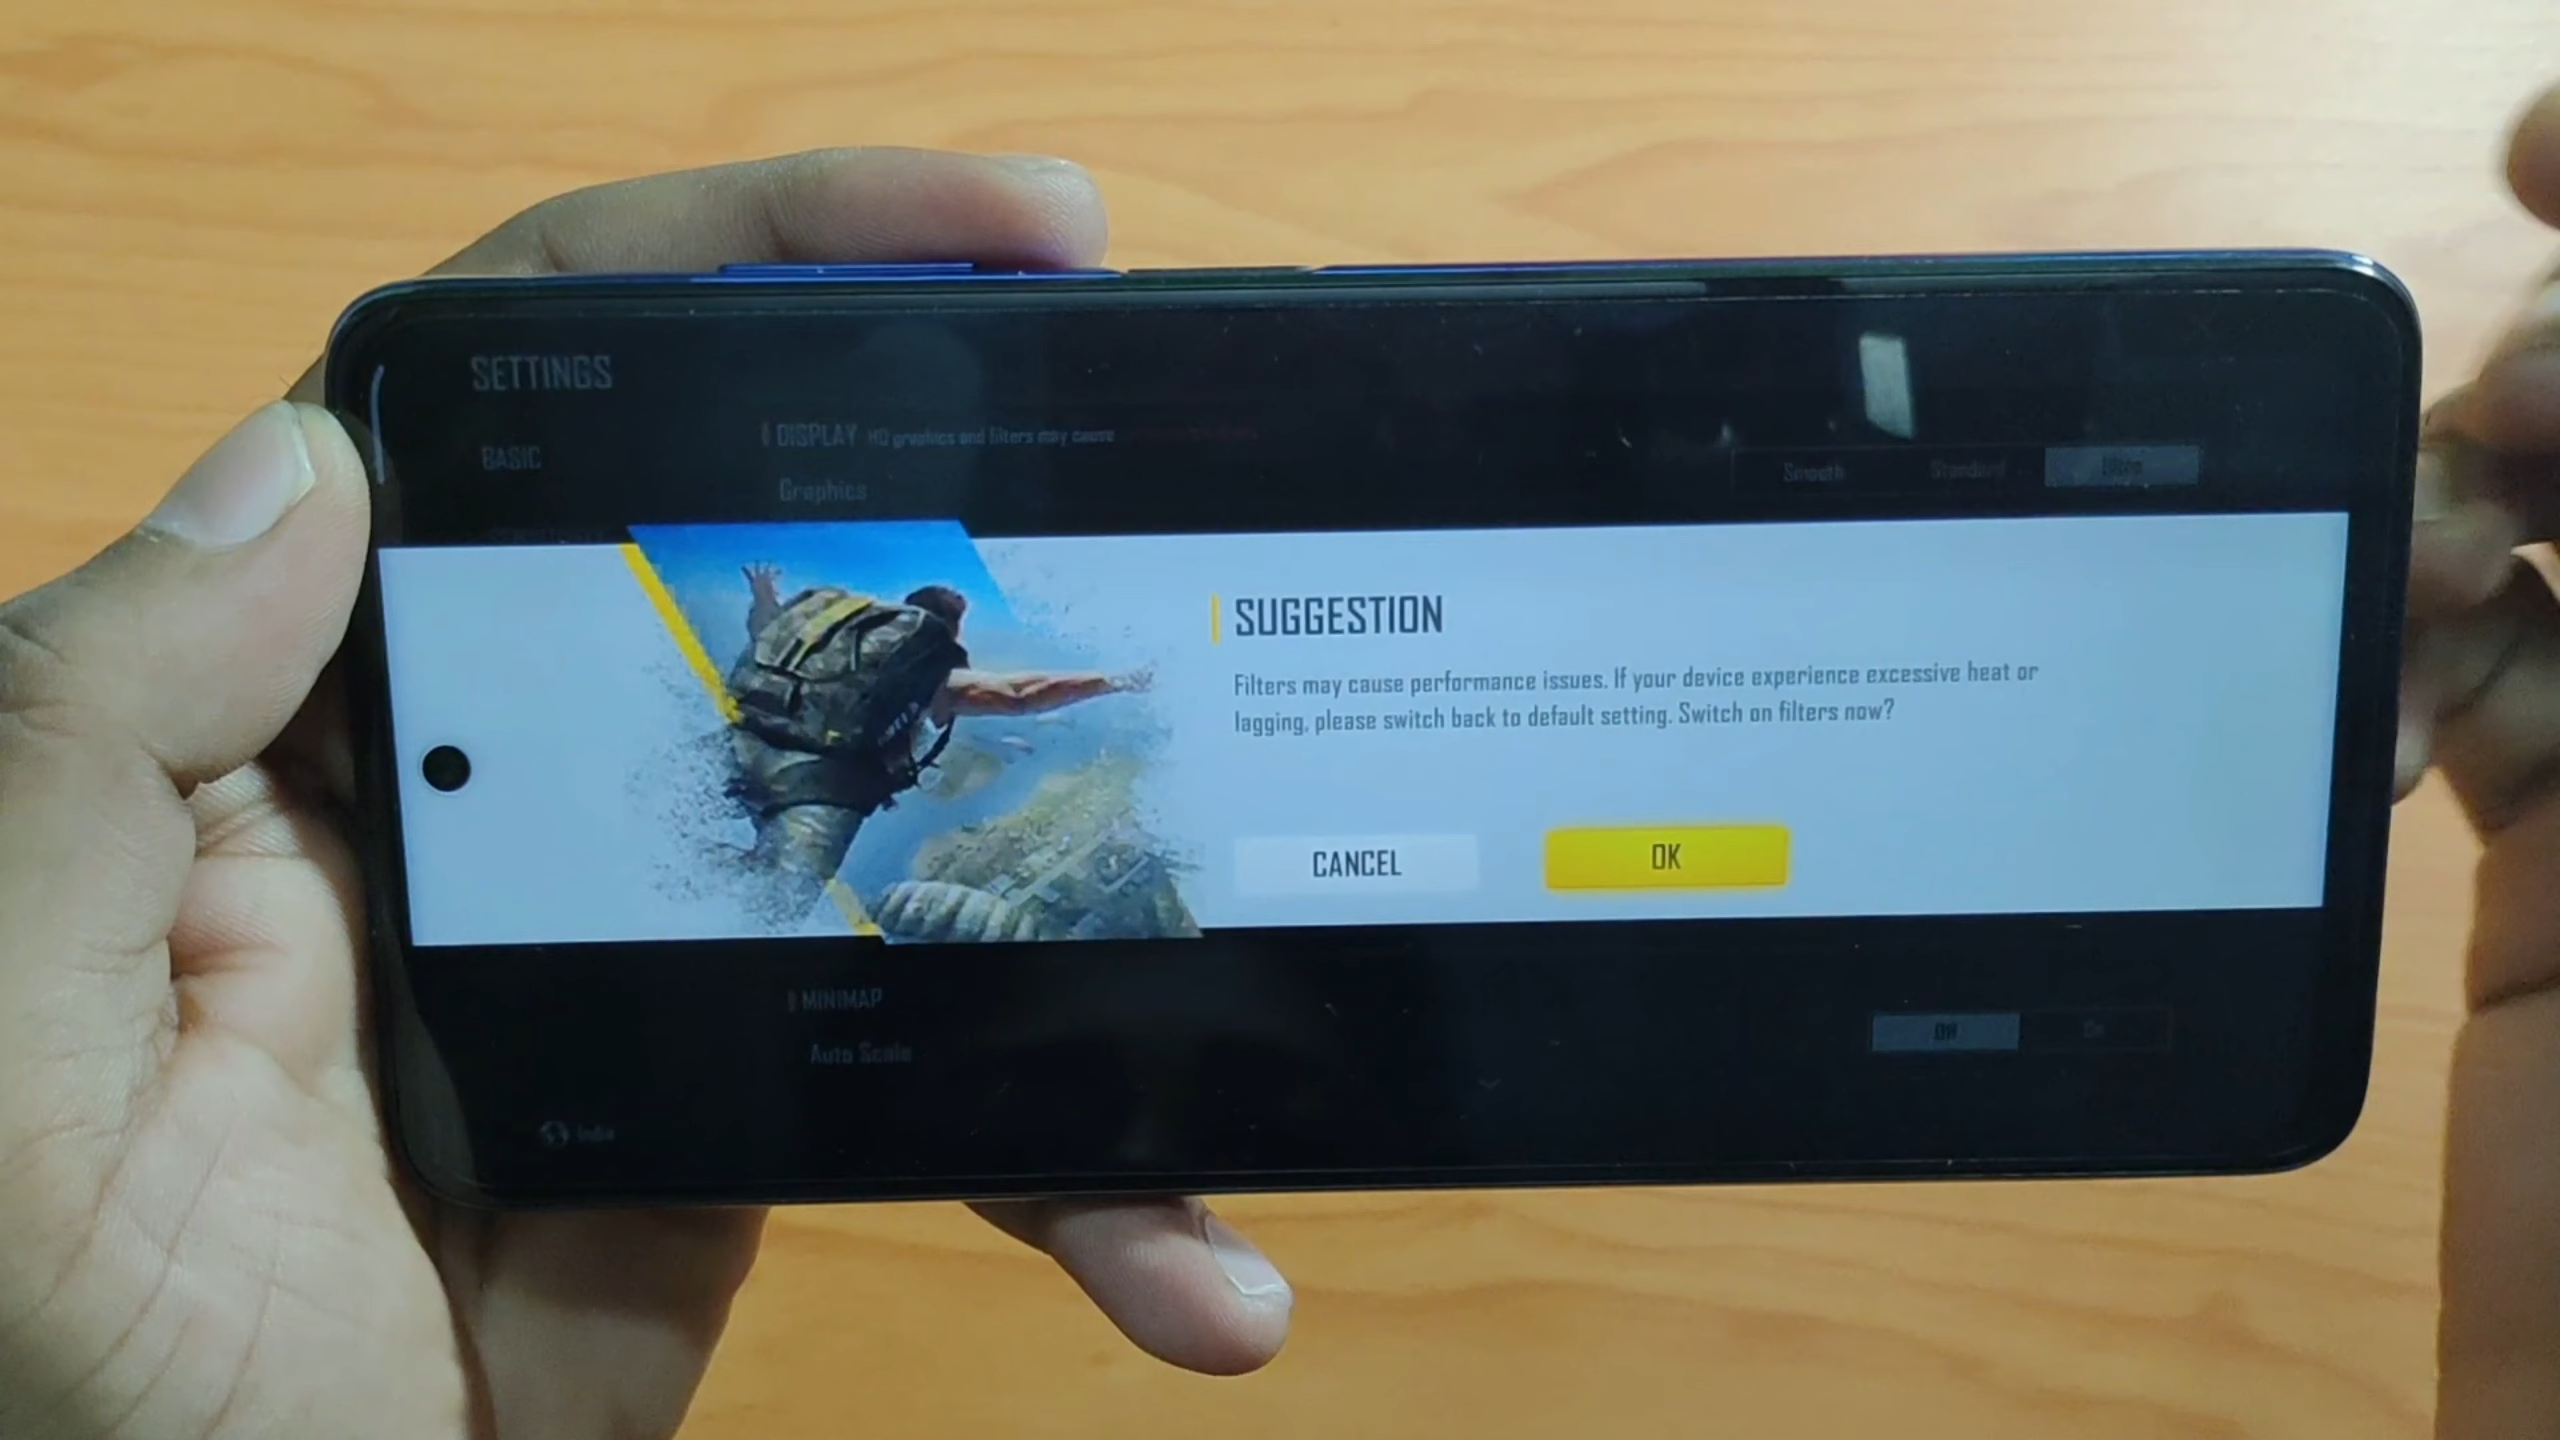 SETTINGS
DISPLAY HD graphics and filters may cause
BASIC
Smooth Standard Ultra
Graphics
SUGGESTION
Filters may cause performance issues. If your device experience excessive heat or
lagging, please switch back to default setting. Switch on filters now?
CANCEL OK
MINIMAP
Auto Scale
India